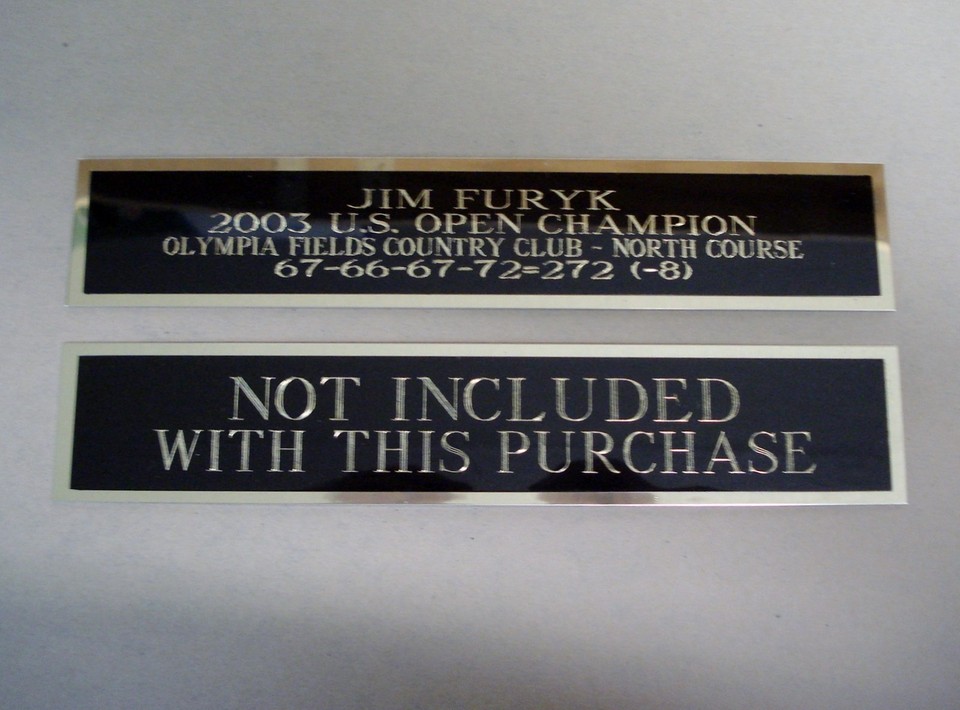 JIM FURYK
2003 U.S. OPEN CHAMPION
OLYMPIA FIELDS COUNTRY CLUB - NORTH COURSE
67-66-67-72=272 (-8)
NOT INCLUDED
WITH THIS PURCHASE